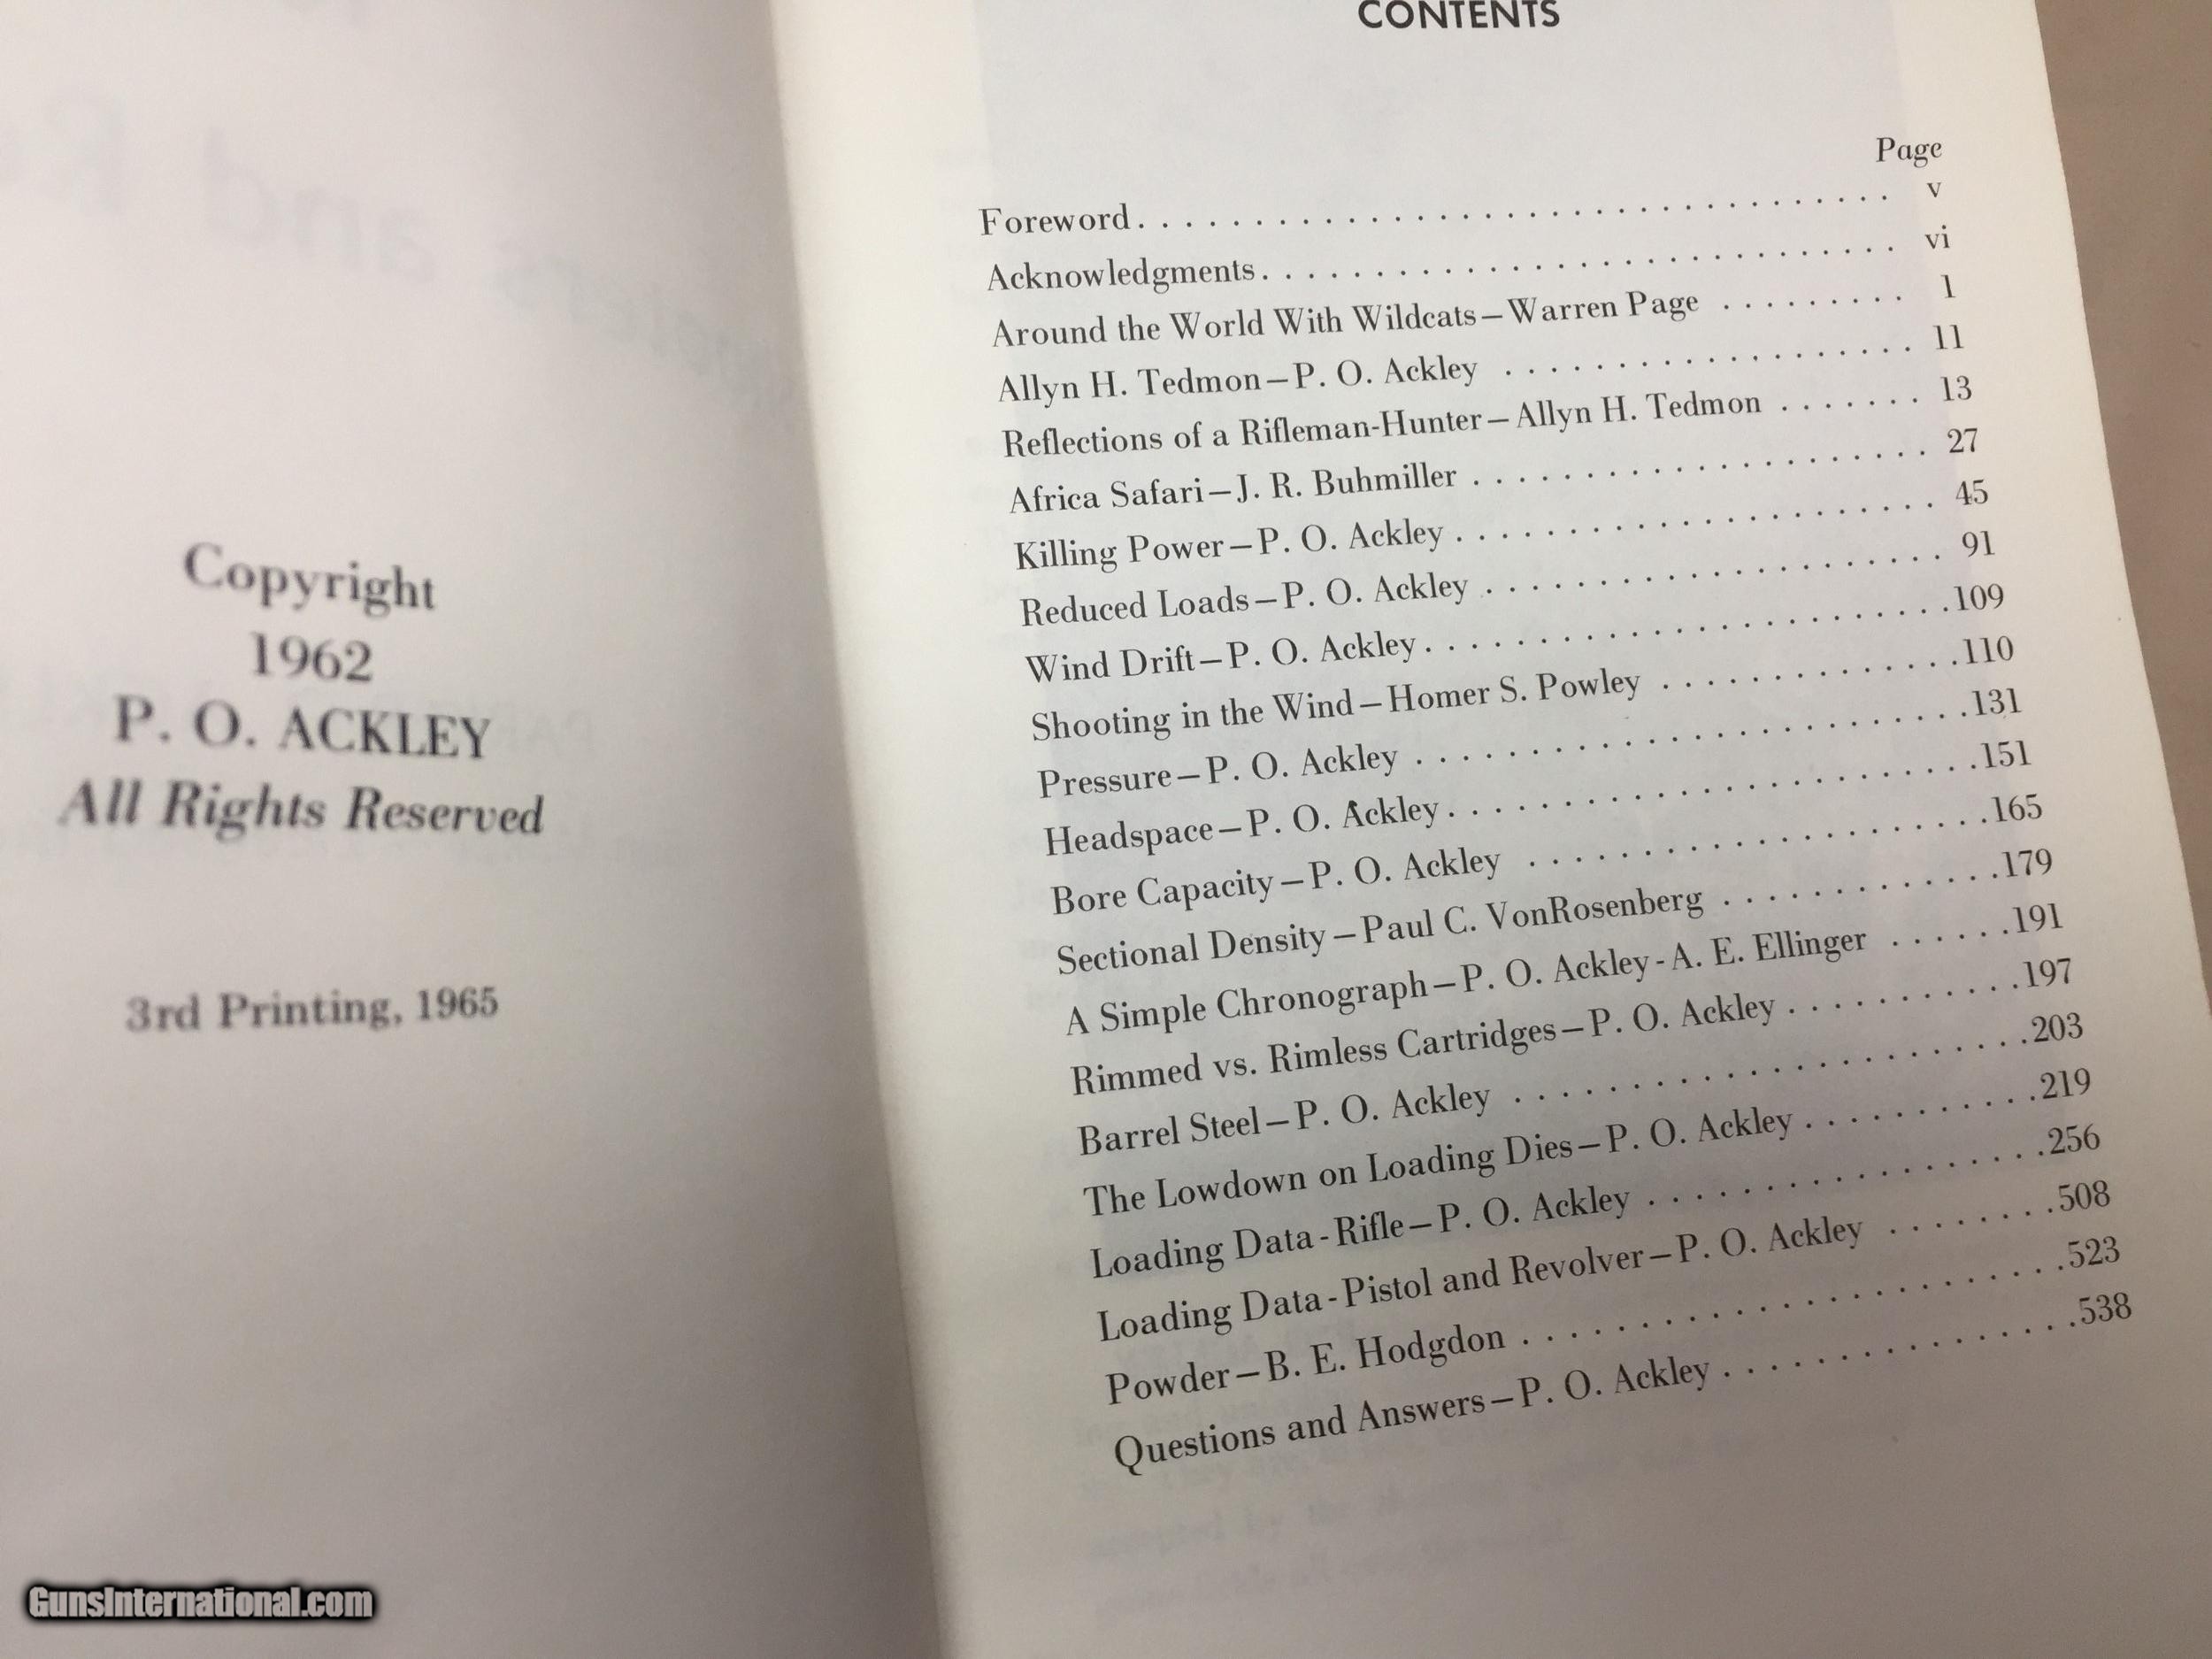 Copyright
1962
P. O. ACKLEY
All Rights Reserved
3rd Printing, 1965
CONTENTS
Page
Foreword. . . . . . . . . . . . . . . . . . . . . . . . . . . . . . . . . v
Acknowledgments. . . . . . . . . . . . . . . . . . . . . . . . . . . . vi
Around the World With Wildcats—Warren Page . . . . . . . . . 1
Allyn H. Tedmon—P. O. Ackley . . . . . . . . . . . . . . . . . . 11
Reflections of a Rifleman-Hunter—Allyn H. Tedmon . . . . . . . 13
Africa Safari—J. R. Buhmiller . . . . . . . . . . . . . . . . . . . . 27
Killing Power—P. O. Ackley . . . . . . . . . . . . . . . . . . . . . 45
Reduced Loads—P. O. Ackley . . . . . . . . . . . . . . . . . . . . 91
Wind Drift—P. O. Ackley. . . . . . . . . . . . . . . . . . . . . . .109
Shooting in the Wind—Homer S. Powley . . . . . . . . . . . . .110
Pressure—P. O. Ackley . . . . . . . . . . . . . . . . . . . . . . . .131
Headspace—P. O. Ackley. . . . . . . . . . . . . . . . . . . . . . .151
Bore Capacity—P. O. Ackley . . . . . . . . . . . . . . . . . . . .165
Sectional Density—Paul C. VonRosenberg . . . . . . . . . . . . .179
A Simple Chronograph—P. O. Ackley-A. E. Ellinger . . . . . .191
Rimmed vs. Rimless Cartridges—P. O. Ackley . . . . . . . . . . .197
Barrel Steel—P. O. Ackley . . . . . . . . . . . . . . . . . . . . . .203
The Lowdown on Loading Dies—P. O. Ackley . . . . . . . . . . .219
Loading Data-Rifle—P. O. Ackley . . . . . . . . . . . . . . . . . .256
Loading Data-Pistol and Revolver—P. O. Ackley . . . . . . . .508
Powder—B. E. Hodgdon . . . . . . . . . . . . . . . . . . . . . . . .523
Questions and Answers—P. O. Ackley . . . . . . . . . . . . . . . .538
GunsInternational.com